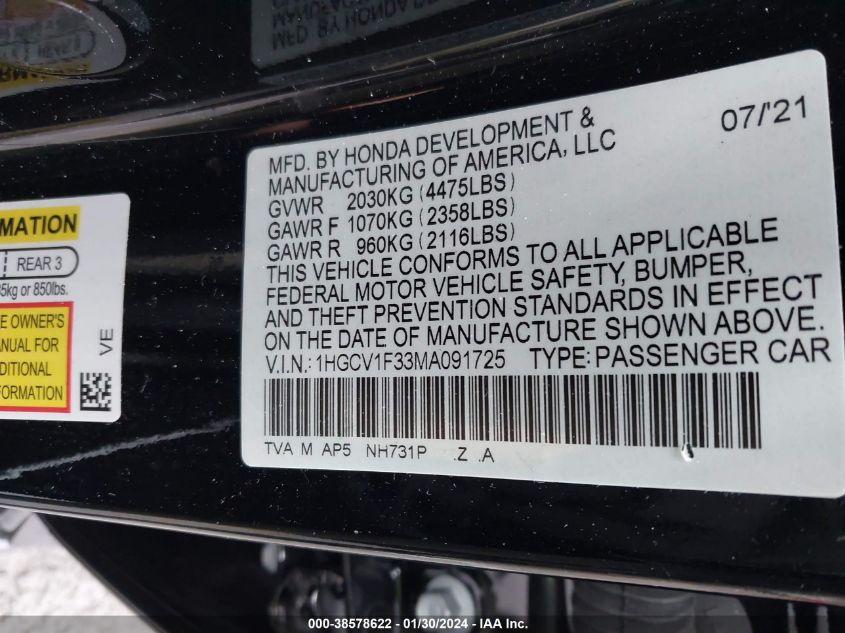 MFD. BY HONDA DEVELOPMENT &
MANUFACTURING OF AMERICA, LLC
07/'21
GVWR 2030KG (4475LBS)
GAWR F 1070KG (2358LBS)
GAWR R 960KG (2116LBS)
THIS VEHICLE CONFORMS TO ALL APPLICABLE
FEDERAL MOTOR VEHICLE SAFETY, BUMPER,
AND THEFT PREVENTION STANDARDS IN EFFECT
ON THE DATE OF MANUFACTURE SHOWN ABOVE.
V.I.N.: 1HGCV1F33MA091725 TYPE: PASSENGER CAR
TVA M AP5 NH731P .Z .A
MATION
REAR 3
5kg or 850lbs.
E OWNER'S
ANUAL FOR
DITIONAL
FORMATION
VE
000-38578622 - 01/30/2024 - IAA Inc.